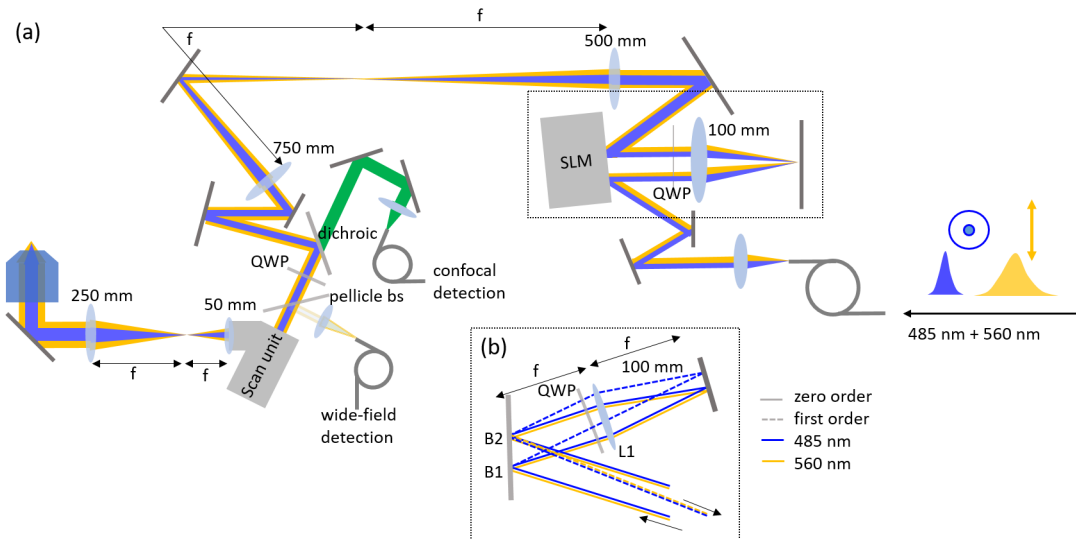 (a)
f
f
500 mm
750 mm
SLM
100 mm
QWP
dichroic
QWP
confocal
detection
pellicle bs
250 mm
50 mm
Scan unit
f
f
wide-field
detection
485 nm + 560 nm
(b)
f
f
100 mm
QWP
B2
B1
L1
zero order
first order
485 nm
560 nm